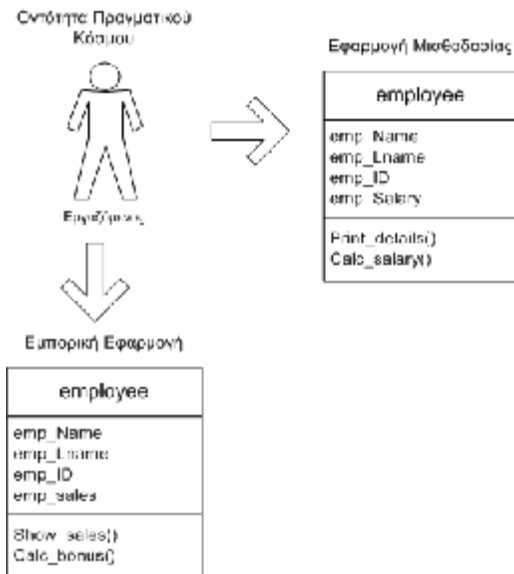 Οντότητα Πραγματικού
Κόσμου
Εργαζόμενος
Εφαρμογή Μισθοδοσίας
employee
emp_Name
emp_Lname
emp_ID
emp_Salary
Print_details()
Calc_salary()
Εμπορική Εφαρμογή
employee
emp_Name
emp_Lname
emp_ID
emp_sales
Show_sales()
Calc_bonus()